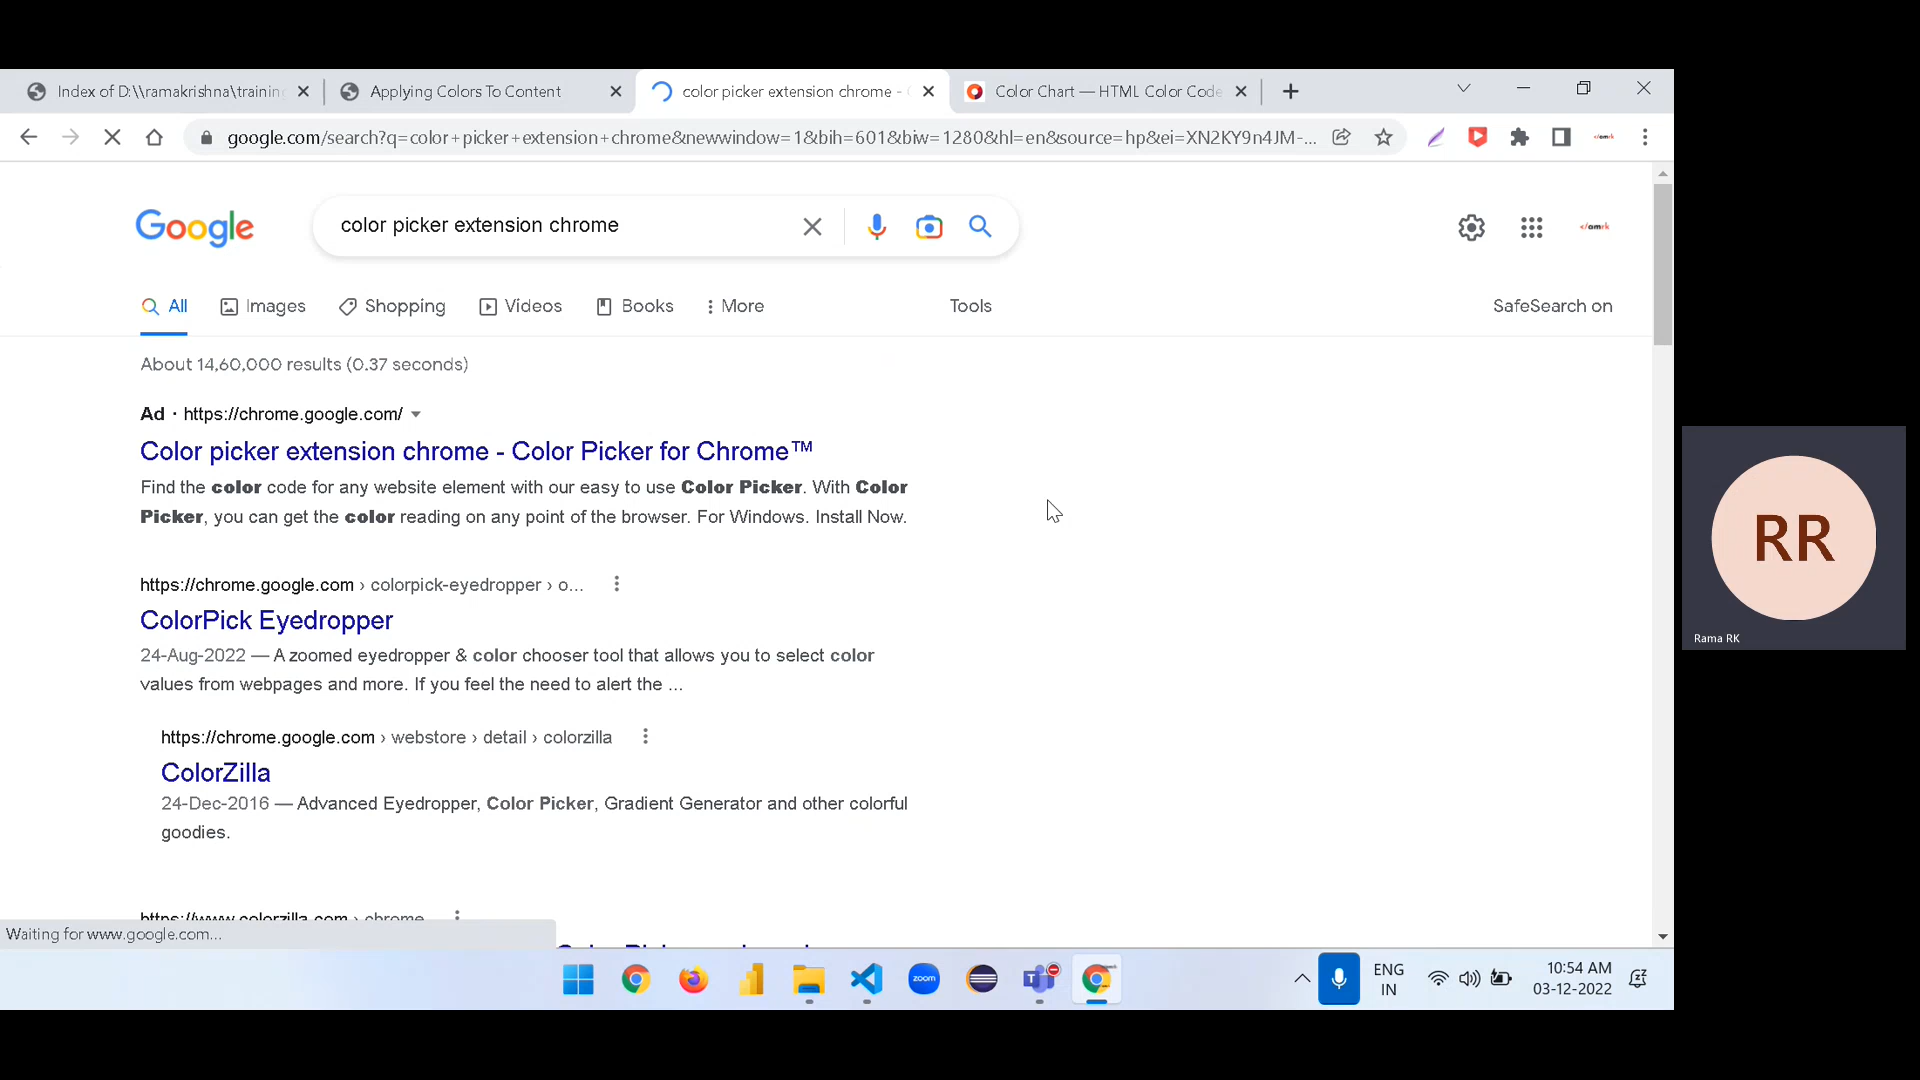 Index of D:\\ramakrishna\training
Applying Colors To Content
color picker extension chrome -
Color Chart — HTML Color Code
google.com/search?q=color+picker+extension+chrome&newwindow=1&bih=601&biw=1280&hl=en&source=hp&ei=XN2KY9n4JM-...
Google
color picker extension chrome
</amrk
All
Images
Shopping
Videos
Books
More
Tools
SafeSearch on
About 14,60,000 results (0.37 seconds)
Ad · https://chrome.google.com/
Color picker extension chrome - Color Picker for Chrome™
Find the color code for any website element with our easy to use Color Picker. With Color
Picker, you can get the color reading on any point of the browser. For Windows. Install Now.
https://chrome.google.com › colorpick-eyedropper › o...
ColorPick Eyedropper
24-Aug-2022 — A zoomed eyedropper & color chooser tool that allows you to select color
values from webpages and more. If you feel the need to alert the ...
https://chrome.google.com › webstore › detail › colorzilla
ColorZilla
24-Dec-2016 — Advanced Eyedropper, Color Picker, Gradient Generator and other colorful
goodies.
https://www.colorzilla.com › chrome
Waiting for www.google.com...
RR
Rama RK
zoom
ENG
IN
10:54 AM
03-12-2022